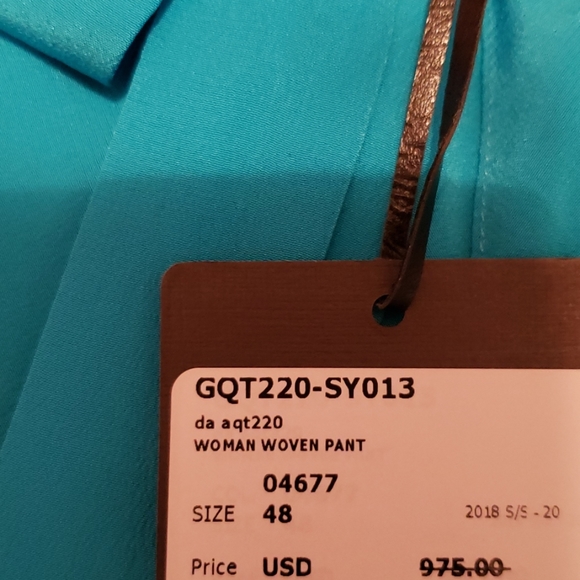 GQT220-SY013
da aqt220
WOMAN WOVEN PANT
04677
SIZE 48 2018 S/S - 20
Price USD 975.00